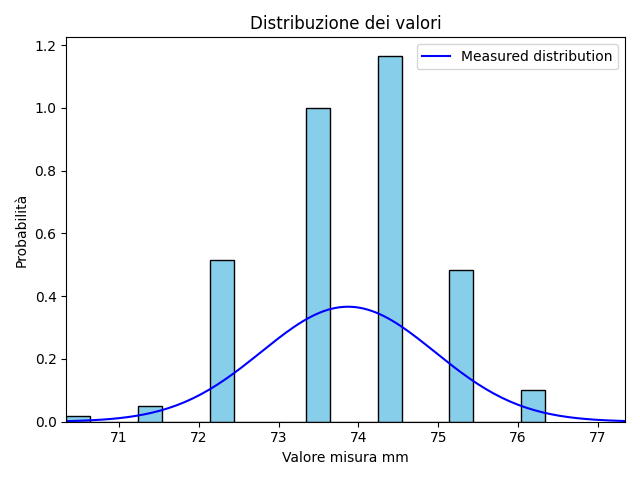 Distribuzione dei valori
Measured distribution
Probabilità
1.2
1.0
0.8
0.6
0.4
0.2
0.0
71 72 73 74 75 76 77
Valore misura mm